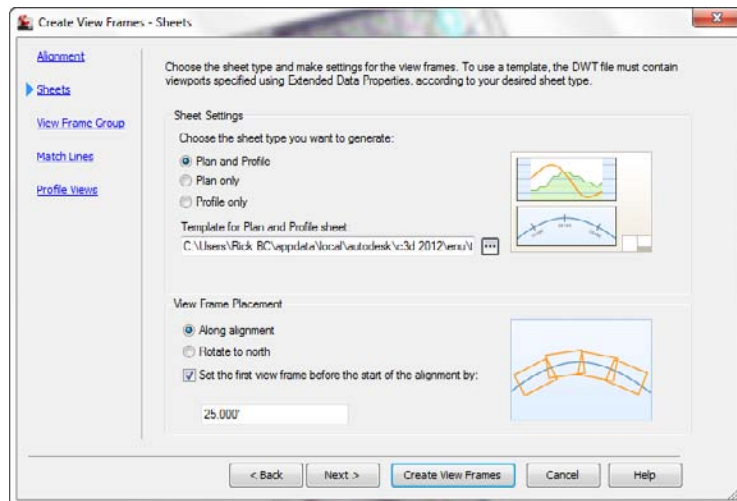 Create View Frames - Sheets
Alignment
Sheets
View Frame Group
Match Lines
Profile Views
Choose the sheet type and make settings for the view frames. To use a template, the DWT file must contain
viewports specified using Extended Data Properties, according to your desired sheet type.
Sheet Settings
Choose the sheet type you want to generate:
Plan and Profile
Plan only
Profile only
Template for Plan and Profile sheet
C:\Users\Rick BC\appdata\local\autodesk\c3d 2012\enu\t
...
View Frame Placement
Along alignment
Rotate to north
Set the first view frame before the start of the alignment by:
25.000'
< Back
Next >
Create View Frames
Cancel
Help